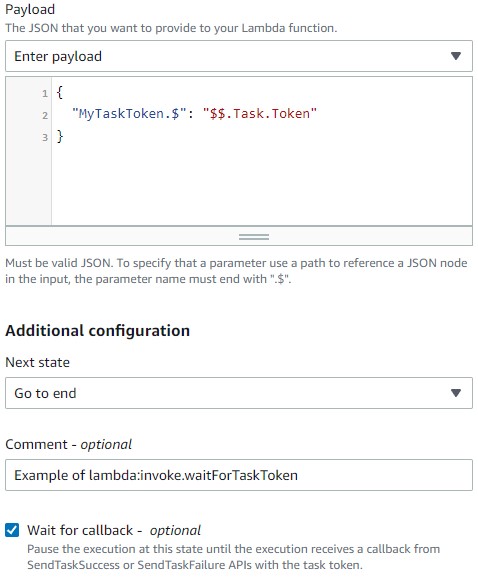 Payload
The JSON that you want to provide to your Lambda function.
Enter payload
1 {
2 "MyTaskToken.$": "$$.Task.Token"
3 }
Must be valid JSON. To specify that a parameter use a path to reference a JSON node
in the input, the parameter name must end with ".$".
Additional configuration
Next state
Go to end
Comment - optional
Example of lambda:invoke.waitForTaskToken
Wait for callback - optional
Pause the execution at this state until the execution receives a callback from
SendTaskSuccess or SendTaskFailure APIs with the task token.